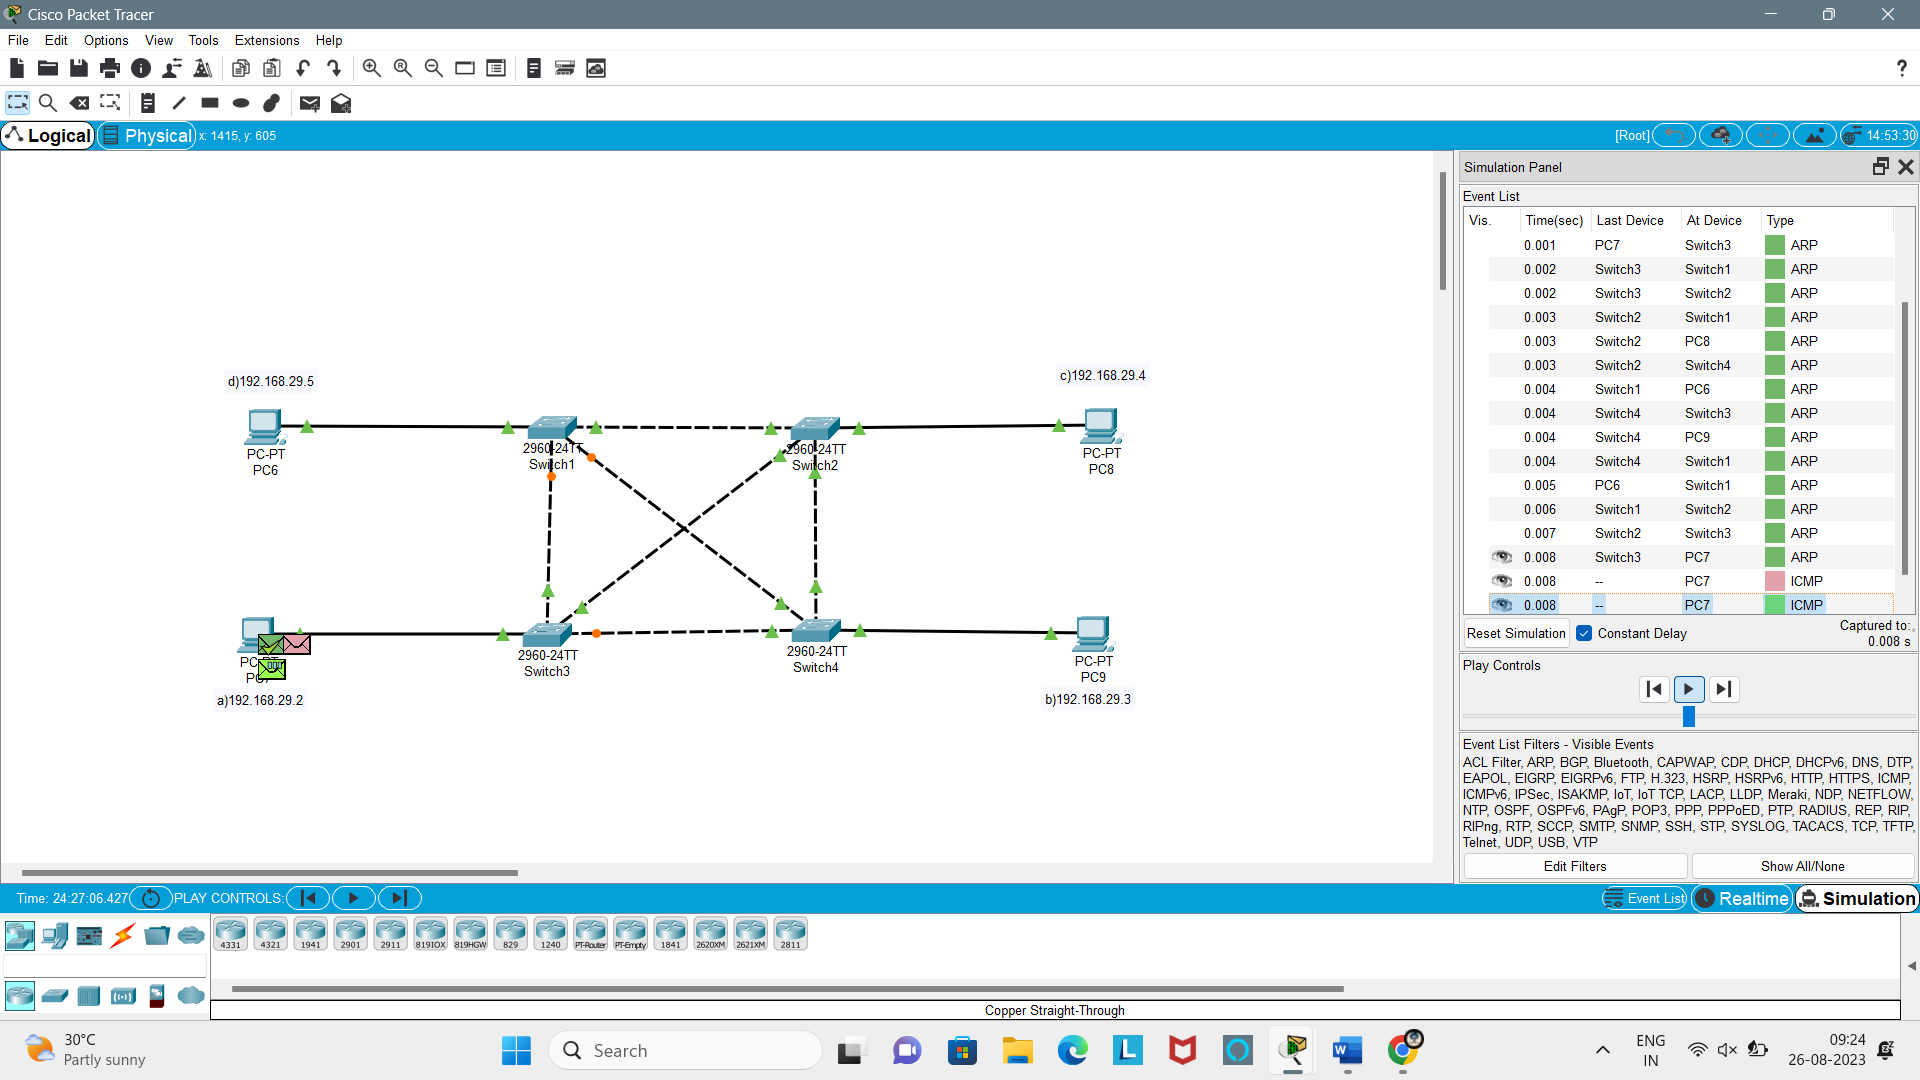 Cisco Packet Tracer
File Edit Options View Tools Extensions Help
?
Logical Physical x: 1415, y: 605
[Root] 14:53:30
d)192.168.29.5
c)192.168.29.4
PC-PT
PC6
2960-24TT
Switch1
2960-24TT
Switch2
PC-PT
PC8
2960-24TT
Switch3
2960-24TT
Switch4
PC-PT
PC9
a)192.168.29.2
b)192.168.29.3
Simulation Panel
Event List
Vis. Time(sec) Last Device At Device Type
0.001 PC7 Switch3 ARP
0.002 Switch3 Switch1 ARP
0.002 Switch3 Switch2 ARP
0.003 Switch2 Switch1 ARP
0.003 Switch2 PC8 ARP
0.003 Switch2 Switch4 ARP
0.004 Switch1 PC6 ARP
0.004 Switch4 Switch3 ARP
0.004 Switch4 PC9 ARP
0.004 Switch4 Switch1 ARP
0.005 PC6 Switch1 ARP
0.006 Switch1 Switch2 ARP
0.007 Switch2 Switch3 ARP
0.008 Switch3 PC7 ARP
0.008 -- PC7 ICMP
0.008 -- PC7 ICMP
Reset Simulation Constant Delay Captured to:
0.008 s
Play Controls
Event List Filters - Visible Events
ACL Filter, ARP, BGP, Bluetooth, CAPWAP, CDP, DHCP, DHCPv6, DNS, DTP,
EAPOL, EIGRP, EIGRPv6, FTP, H.323, HSRP, HSRPv6, HTTP, HTTPS, ICMP,
ICMPv6, IPSec, ISAKMP, IoT, IoT TCP, LACP, LLDP, Meraki, NDP, NETFLOW,
NTP, OSPF, OSPFv6, PAgP, POP3, PPP, PPPoED, PTP, RADIUS, REP, RIP,
RIPng, RTP, SCCP, SMTP, SNMP, SSH, STP, SYSLOG, TACACS, TCP, TFTP,
Telnet, UDP, USB, VTP
Edit Filters Show All/None
Time: 24:27:06.427 PLAY CONTROLS:
Event List Realtime Simulation
4331 4321 1941 2901 2911 819IOX 819HGW 829 1240 PT-Router PT-Empty 1841 2620XM 2621XM 2811
Copper Straight-Through
30°C
Partly sunny
Search
ENG
IN
09:24
26-08-2023